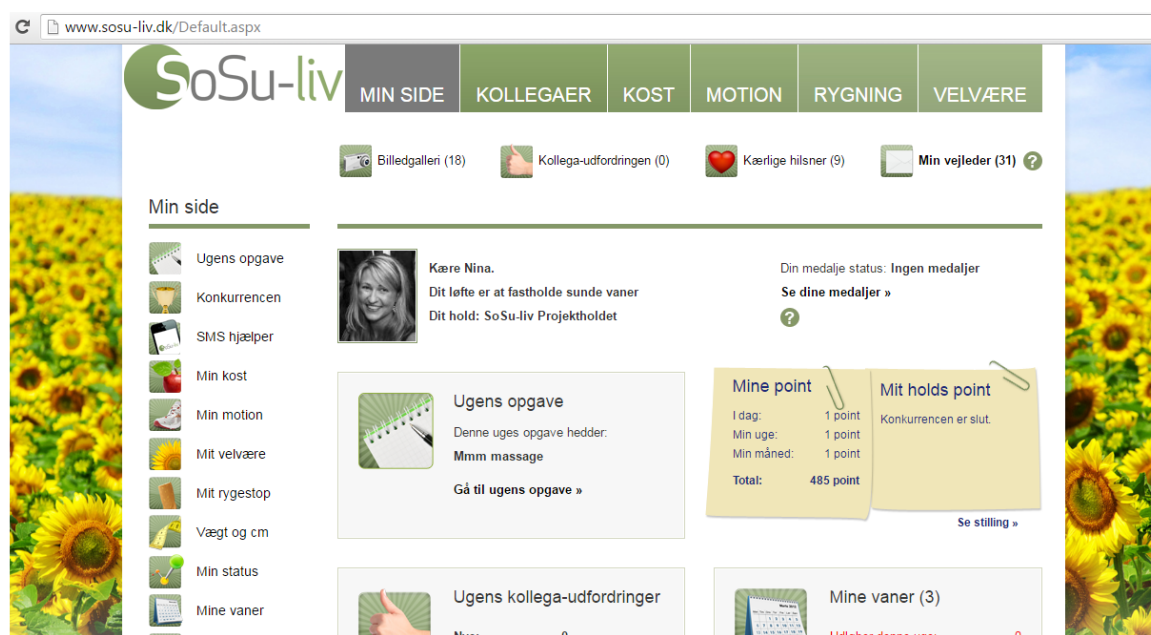 www.sosu-liv.dk/Default.aspx
SoSu-liv
MIN SIDE
KOLLEGAER
KOST
MOTION
RYGNING
VELVÆRE
Billedgalleri (18)
Kollega-udfordringen (0)
Kærlige hilsner (9)
Min vejleder (31) ?
Min side
Ugens opgave
Konkurrencen
SMS hjælper
Min kost
Min motion
Mit velvære
Mit rygestop
Vægt og cm
Min status
Mine vaner
Kære Nina.
Dit løfte er at fastholde sunde vaner
Dit hold: SoSu-liv Projektholdet
Din medalje status: Ingen medaljer
Se dine medaljer »
?
Ugens opgave
Denne uges opgave hedder:
Mmm massage
Gå til ugens opgave »
Mine point
I dag: 1 point
Min uge: 1 point
Min måned: 1 point
Total: 485 point
Mit holds point
Konkurrencen er slut.
Se stilling »
Ugens kollega-udfordringer
Mine vaner (3)